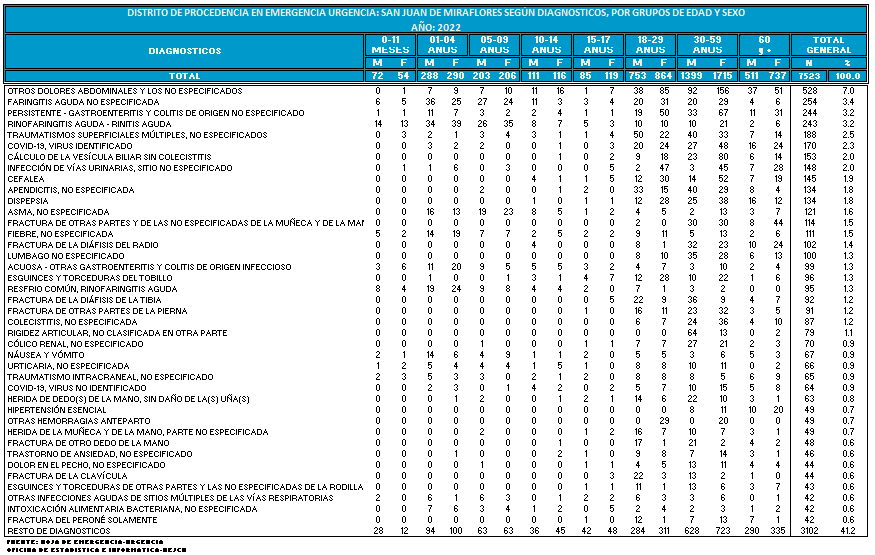 DISTRITO DE PROCEDENCIA EN EMERGENCIA URGENCIA: SAN JUAN DE MIRAFLORES SEGÚN DIAGNOSTICOS, POR GRUPOS DE EDAD Y SEXO
AÑO: 2022
DIAGNOSTICOS 0-11 MESES 01-04 AÑOS 05-09 AÑOS 10-14 AÑOS 15-17 AÑOS 18-29 AÑOS 30-59 AÑOS 60 y + TOTAL GENERAL
M F M F M F M F M F M F M F M F N %
TOTAL 72 54 288 290 203 206 111 116 85 119 753 864 1399 1715 511 737 7523 100.0
OTROS DOLORES ABDOMINALES Y LOS NO ESPECIFICADOS 0 1 7 9 7 10 11 16 1 7 38 85 92 156 37 51 528 7.0
FARINGITIS AGUDA NO ESPECIFICADA 6 5 36 25 27 24 11 3 3 4 20 31 20 29 4 6 254 3.4
PERSISTENTE - GASTROENTERITIS Y COLITIS DE ORIGEN NO ESPECIFICADO 1 1 11 7 3 2 2 4 1 1 19 50 33 67 11 31 244 3.2
RINOFARINGITIS AGUDA - RINITIS AGUDA 14 13 34 39 26 35 8 7 5 3 10 10 10 21 2 6 243 3.2
TRAUMATISMOS SUPERFICIALES MÚLTIPLES, NO ESPECIFICADOS 0 3 2 1 3 4 3 1 1 4 50 22 40 33 7 14 188 2.5
COVID-19, VIRUS IDENTIFICADO 0 0 3 2 2 0 0 0 0 0 20 24 27 48 16 24 170 2.3
CÁLCULO DE LA VESÍCULA BILIAR SIN COLECISTITIS 0 0 0 0 0 0 0 1 0 2 9 18 23 80 6 14 153 2.0
INFECCIÓN DE VÍAS URINARIAS, SITIO NO ESPECIFICADO 0 1 1 6 0 3 0 0 0 5 2 47 3 45 7 28 148 2.0
CEFALEA 0 0 0 0 0 0 4 1 1 5 12 30 14 52 7 19 145 1.9
APENDICITIS, NO ESPECIFICADA 0 0 0 0 2 0 0 1 2 0 33 15 40 29 8 4 134 1.8
DISPEPSIA 0 0 0 0 0 0 1 0 1 1 12 28 25 38 16 12 134 1.8
ASMA, NO ESPECIFICADA 0 0 16 13 19 23 8 5 1 2 4 5 2 13 3 7 121 1.6
FRACTURA DE OTRAS PARTES Y DE LAS NO ESPECIFICADAS DE LA MUÑECA Y DE LA MAN 0 0 0 0 0 0 0 0 0 0 2 0 30 30 8 44 114 1.5
FIEBRE, NO ESPECIFICADA 5 2 14 19 7 7 2 5 2 2 9 11 5 13 2 6 111 1.5
FRACTURA DE LA DIÁFISIS DEL RADIO 0 0 0 0 0 0 4 0 0 0 8 1 32 23 10 24 102 1.4
LUMBAGO NO ESPECIFICADO 0 0 0 0 0 0 0 0 0 0 8 10 35 28 6 13 100 1.3
ACUOSA - OTRAS GASTROENTERITIS Y COLITIS DE ORIGEN INFECCIOSO 3 6 11 20 9 5 5 5 3 2 4 7 3 10 2 4 99 1.3
ESGUINCES Y TORCEDURAS DEL TOBILLO 0 0 1 0 0 1 3 1 4 7 12 28 10 22 1 6 96 1.3
RESFRIO COMÚN, RINOFARINGITIS AGUDA 8 4 19 24 9 8 4 4 2 0 7 1 3 2 0 0 95 1.3
FRACTURA DE LA DIÁFISIS DE LA TIBIA 0 0 0 0 0 0 0 0 0 5 22 9 36 9 4 7 92 1.2
FRACTURA DE OTRAS PARTES DE LA PIERNA 0 0 0 0 0 0 0 0 0 1 16 11 23 32 3 5 91 1.2
COLECISTITIS, NO ESPECIFICADA 0 0 0 0 0 0 0 0 0 0 6 7 24 36 4 10 87 1.2
RIGIDEZ ARTICULAR, NO CLASIFICADA EN OTRA PARTE 0 0 0 0 0 0 0 0 0 0 0 0 64 13 0 2 79 1.1
CÓLICO RENAL, NO ESPECIFICADO 0 0 0 0 1 0 0 0 1 1 7 7 27 21 2 3 70 0.9
NÁUSEA Y VÓMITO 2 1 14 6 4 9 1 1 2 0 5 5 3 6 5 3 67 0.9
URTICARIA, NO ESPECIFICADA 1 2 5 4 4 4 1 5 1 0 8 8 10 11 0 2 66 0.9
TRAUMATISMO INTRACRANEAL, NO ESPECIFICADO 2 3 5 3 3 0 2 1 2 0 8 8 8 5 6 9 65 0.9
COVID-19, VIRUS NO IDENTIFICADO 0 0 2 3 0 1 4 2 0 2 5 7 10 15 5 8 64 0.9
HERIDA DE DEDO(S) DE LA MANO, SIN DAÑO DE LA(S) UÑA(S) 0 0 0 1 2 0 0 1 0 2 14 6 22 10 3 1 63 0.8
HIPERTENSIÓN ESENCIAL 0 0 0 0 0 0 0 0 0 0 0 0 8 11 10 20 49 0.7
OTRAS HEMORRAGIAS ANTEPARTO 0 0 0 0 0 0 0 0 0 0 0 29 0 20 0 0 49 0.7
HERIDA DE LA MUÑECA Y DE LA MANO, PARTE NO ESPECIFICADA 0 0 0 0 2 0 0 0 1 2 16 7 10 7 3 1 49 0.7
FRACTURA DE OTRO DEDO DE LA MANO 0 0 0 0 0 0 0 1 0 0 17 1 21 2 4 2 48 0.6
TRASTORNO DE ANSIEDAD, NO ESPECIFICADO 0 0 0 0 1 0 0 2 1 0 9 8 7 14 3 1 46 0.6
DOLOR EN EL PECHO, NO ESPECIFICADO 0 0 0 0 1 0 0 0 0 1 4 5 13 11 5 4 44 0.6
FRACTURA DE LA CLAVÍCULA 0 0 0 0 0 0 0 0 0 3 22 3 13 2 1 0 44 0.6
ESGUINCES Y TORCEDURAS DE OTRAS PARTES Y LAS NO ESPECIFICADAS DE LA RODILLA 0 0 0 0 0 0 0 0 0 1 11 1 13 6 3 7 43 0.6
OTRAS INFECCIONES AGUDAS DE SITIOS MÚLTIPLES DE LAS VÍAS RESPIRATORIAS 2 0 6 1 6 3 0 1 2 2 6 3 3 6 0 1 42 0.6
INTOXICACIÓN ALIMENTARIA BACTERIANA, NO ESPECIFICADA 0 0 7 6 3 4 1 2 0 5 2 4 2 3 1 2 42 0.6
FRACTURA DEL PERONÉ SOLAMENTE 0 0 0 0 0 0 0 1 0 0 12 1 7 13 7 1 42 0.6
RESTO DE DIAGNOSTICOS 28 12 94 100 63 63 36 45 42 48 284 311 628 723 290 335 3102 41.2
FUENTE: HOJA DE EMERGENCIA-URGENCIA
OFICINA DE ESTADISTICA E INFORMATICA-HEJCU